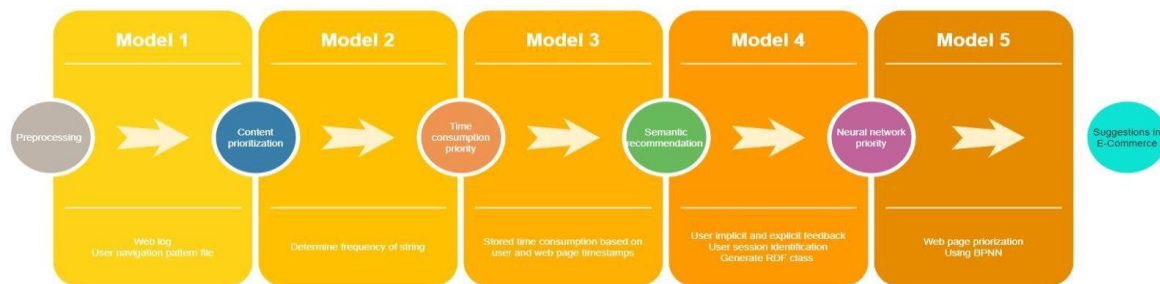 Model 1
Model 2
Model 3
Model 4
Model 5
Preprocessing
Content
prioritization
Time
consumption
priority
Semantic
recommendation
Neural network
priority
Suggestions in
E-Commerce
Web log
User navigation pattern file
Determine frequency of string
Stored time consumption based on
user and web page timestamps
User implicit and explicit feedback
User session identification
Generate RDF class
Web page priorization
Using BPNN